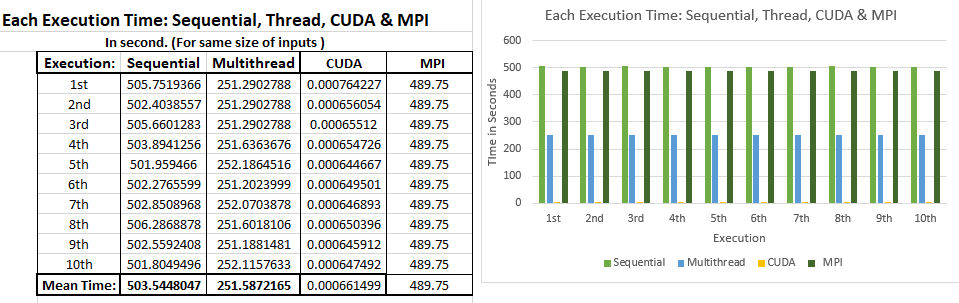 Each Execution Time: Sequential, Thread, CUDA & MPI
In second. (For same size of inputs )
Execution: Sequential Multithread CUDA MPI
1st 505.7519366 251.2902788 0.000764227 489.75
2nd 502.4038557 251.2902788 0.000656054 489.75
3rd 505.6601283 251.2902788 0.00065512 489.75
4th 503.8941256 251.6363676 0.000654726 489.75
5th 501.959466 252.1864516 0.000644667 489.75
6th 502.2765599 251.2023999 0.000649501 489.75
7th 502.8508968 252.0703878 0.000646893 489.75
8th 506.2868878 251.6018106 0.000650396 489.75
9th 502.5592408 251.1881481 0.000645912 489.75
10th 501.8049496 252.1157633 0.000647492 489.75
Mean Time: 503.5448047 251.5872165 0.000661499 489.75
Each Execution Time: Sequential, Thread, CUDA & MPI
TIme in Seconds
600
500
400
300
200
100
0
1st 2nd 3rd 4th 5th 6th 7th 8th 9th 10th
Execution
Sequential Multithread CUDA MPI